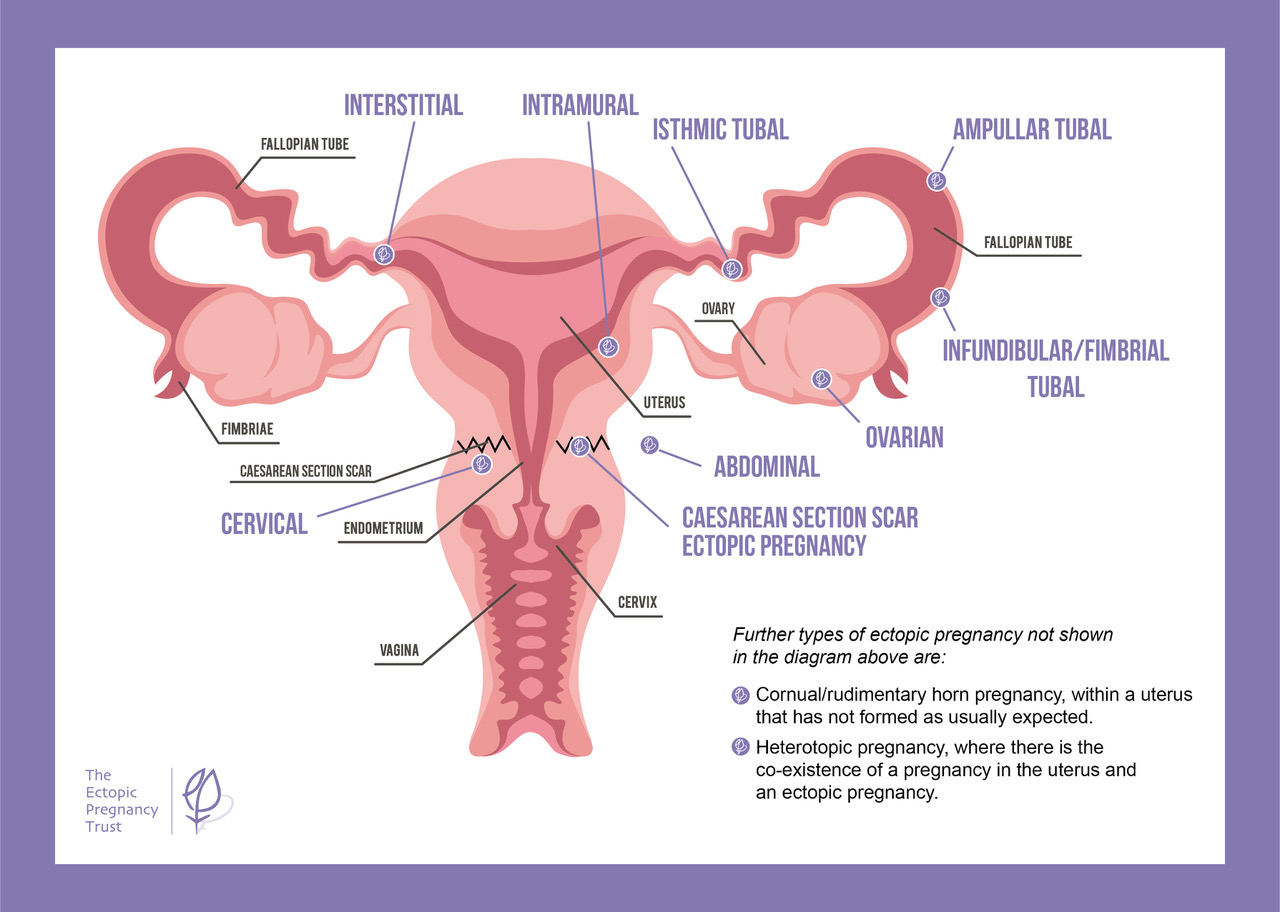 INTERSTITIAL
INTRAMURAL
ISTHMIC TUBAL
AMPULLAR TUBAL
FALLOPIAN TUBE
FALLOPIAN TUBE
OVARY
INFUNDIBULAR/FIMBRIAL
TUBAL
UTERUS
FIMBRIAE
OVARIAN
CAESAREAN SECTION SCAR
ABDOMINAL
CERVICAL
ENDOMETRIUM
CAESAREAN SECTION SCAR
ECTOPIC PREGNANCY
CERVIX
VAGINA
Further types of ectopic pregnancy not shown
in the diagram above are:
Cornual/rudimentary horn pregnancy, within a uterus
that has not formed as usually expected.
Heterotopic pregnancy, where there is the
co-existence of a pregnancy in the uterus and
an ectopic pregnancy.
The
Ectopic
Pregnancy
Trust